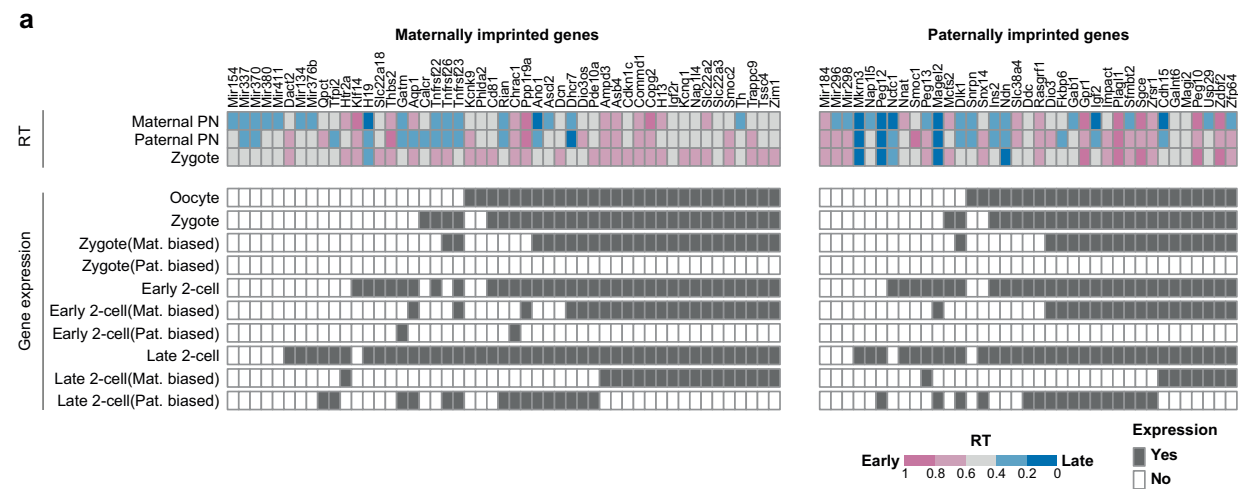 a
Maternally imprinted genes
Paternally imprinted genes
Mir154 Mir337 Mir370 Mir380 Mir411 Dact2 Mir134 Mir376b Qpct Tfpi2 Htr2a Klf14 H19 Slc22a18 Thbs2 Gatm Aqp1 Calcr Tnfrsf22 Tnfrsf26 Tnfrsf23 Kcnk9 Phlda2 Cd81 Rian Chrac1 Ppp1r9a Ano1 Ascl2 Dcn Dhcr7 Dio3os Pde10a Ampd3 Asb4 Cdkn1c Commd1 Copg2 H13 Igf2r Kcnq1 Nap1l4 Slc22a2 Slc22a3 Smoc2 Th Trappc9 Tssc4 Zim1
Mir184 Mir296 Mir298 Mkrn3 Nap1l5 Peg12 Ndc1 Nnat Smoc1 Peg13 Magel2 Mcts2 Dlk1 Snrpn Snx14 Ins2 Ndn Slc38a4 Ddc Rasgrf1 Dio3 Fkbp6 Gab1 Gpr1 Igf2 Impact Plagl1 Sfmbt2 Sgce Zrsr1 Cdh15 Galnt6 Magi2 Peg10 Usp29 Zdbf2 Zfp64
RT
Maternal PN
Paternal PN
Zygote
Gene expression
Oocyte
Zygote
Zygote(Mat. biased)
Zygote(Pat. biased)
Early 2-cell
Early 2-cell(Mat. biased)
Early 2-cell(Pat. biased)
Late 2-cell
Late 2-cell(Mat. biased)
Late 2-cell(Pat. biased)
RT
Early Late
1 0.8 0.6 0.4 0.2 0
Expression
Yes
No